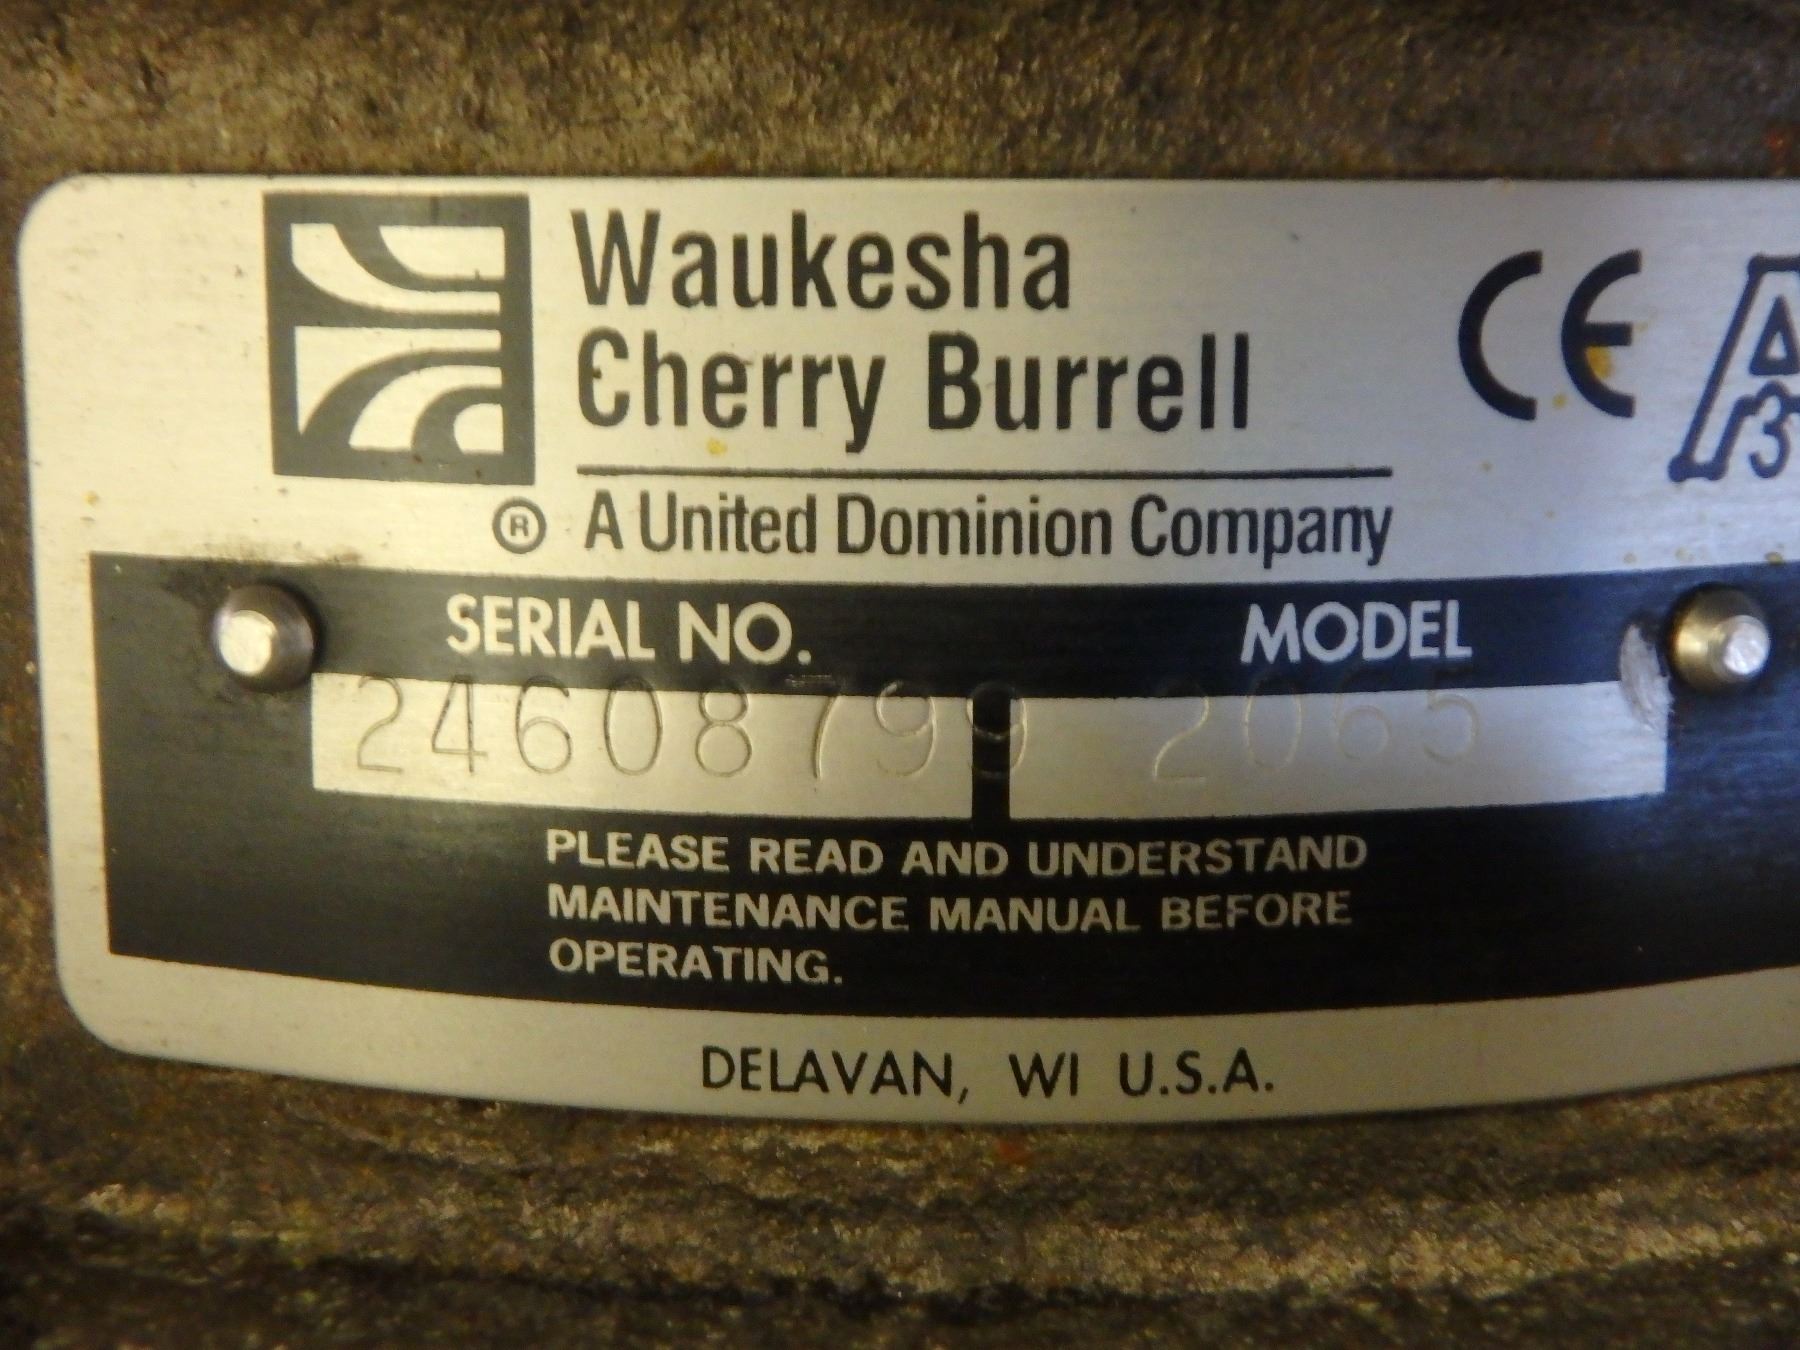 Waukesha
Cherry Burrell
CE
A
3
® A United Dominion Company
SERIAL NO. MODEL
24608799 2065
PLEASE READ AND UNDERSTAND
MAINTENANCE MANUAL BEFORE
OPERATING.
DELAVAN, WI U.S.A.